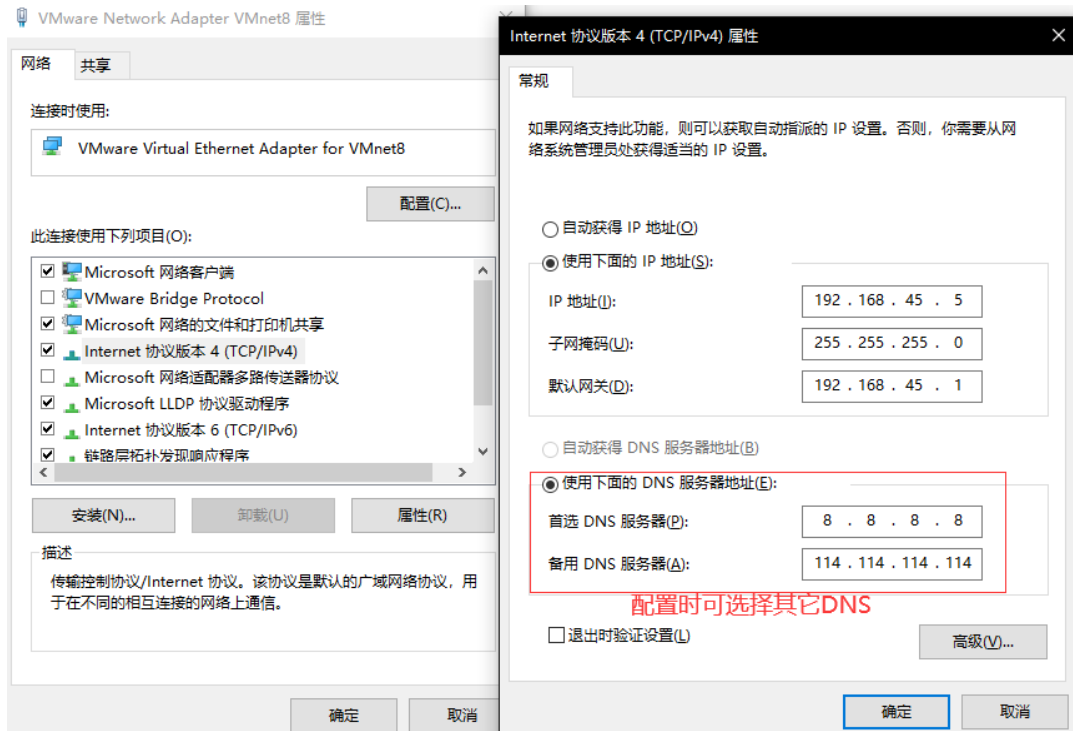 VMware Network Adapter VMnet8 属性
网络
共享
连接时使用:
VMware Virtual Ethernet Adapter for VMnet8
配置(C)...
此连接使用下列项目(O):
Microsoft 网络客户端
VMware Bridge Protocol
Microsoft 网络的文件和打印机共享
Internet 协议版本 4 (TCP/IPv4)
Microsoft 网络适配器多路传送器协议
Microsoft LLDP 协议驱动程序
Internet 协议版本 6 (TCP/IPv6)
链路层拓扑发现响应程序
安装(N)...
卸载(U)
属性(R)
描述
传输控制协议/Internet 协议。该协议是默认的广域网络协议，用
于在不同的相互连接的网络上通信。
确定
取消
Internet 协议版本 4 (TCP/IPv4) 属性
常规
如果网络支持此功能，则可以获取自动指派的 IP 设置。否则，你需要从网
络系统管理员处获得适当的 IP 设置。
自动获得 IP 地址(O)
使用下面的 IP 地址(S):
IP 地址(I):
192 . 168 . 45 . 5
子网掩码(U):
255 . 255 . 255 . 0
默认网关(D):
192 . 168 . 45 . 1
自动获得 DNS 服务器地址(B)
使用下面的 DNS 服务器地址(E):
首选 DNS 服务器(P):
8 . 8 . 8 . 8
备用 DNS 服务器(A):
114 . 114 . 114 . 114
配置时可选择其它DNS
退出时验证设置(L)
高级(V)...
确定
取消